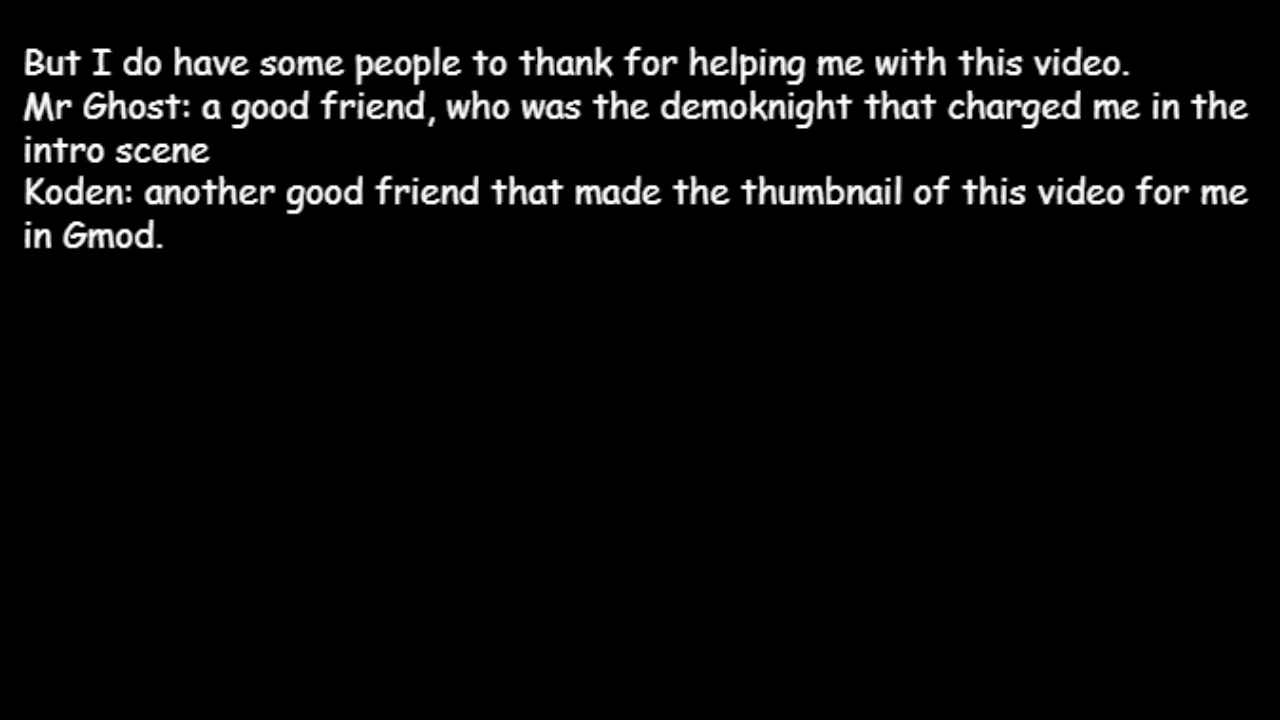 But I do have some people to thank for helping me with this video.
Mr Ghost: a good friend, who was the demoknight that charged me in the
intro scene
Koden: another good friend that made the thumbnail of this video for me
in Gmod.